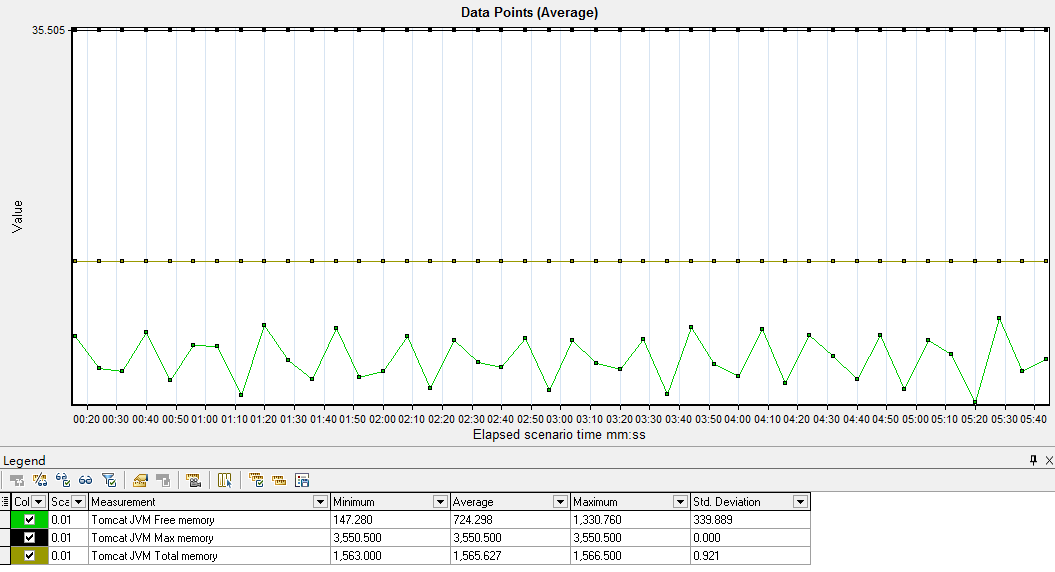 Data Points (Average)
35.505
Value
00:20 00:30 00:40 00:50 01:00 01:10 01:20 01:30 01:40 01:50 02:00 02:10 02:20 02:30 02:40 02:50 03:00 03:10 03:20 03:30 03:40 03:50 04:00 04:10 04:20 04:30 04:40 04:50 05:00 05:10 05:20 05:30 05:40
Elapsed scenario time mm:ss
Legend
Col Sca Measurement Minimum Average Maximum Std. Deviation
0.01 Tomcat JVM Free memory 147.280 724.298 1,330.760 339.889
0.01 Tomcat JVM Max memory 3,550.500 3,550.500 3,550.500 0.000
0.01 Tomcat JVM Total memory 1,563.000 1,565.627 1,566.500 0.921